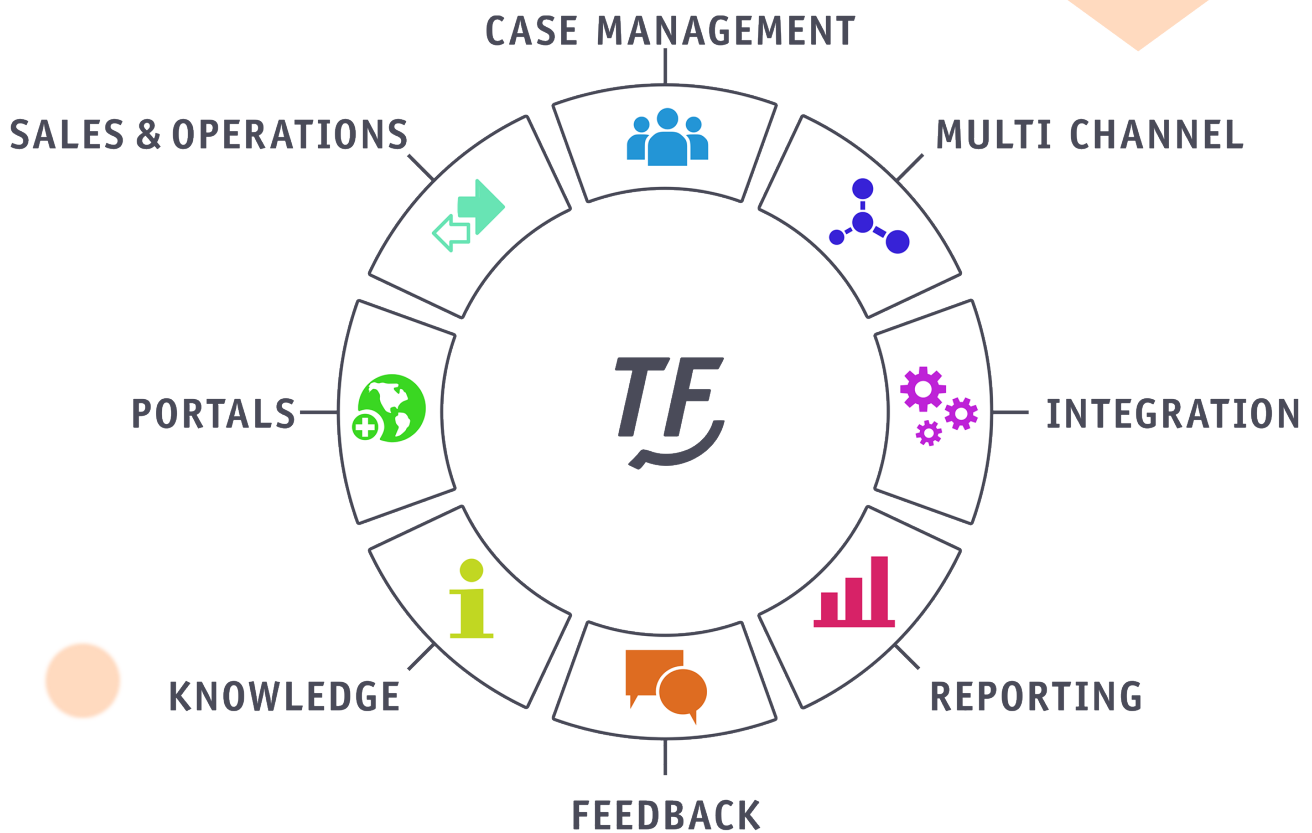 CASE MANAGEMENT
SALES & OPERATIONS
MULTI CHANNEL
TF
PORTALS
INTEGRATION
KNOWLEDGE
REPORTING
FEEDBACK